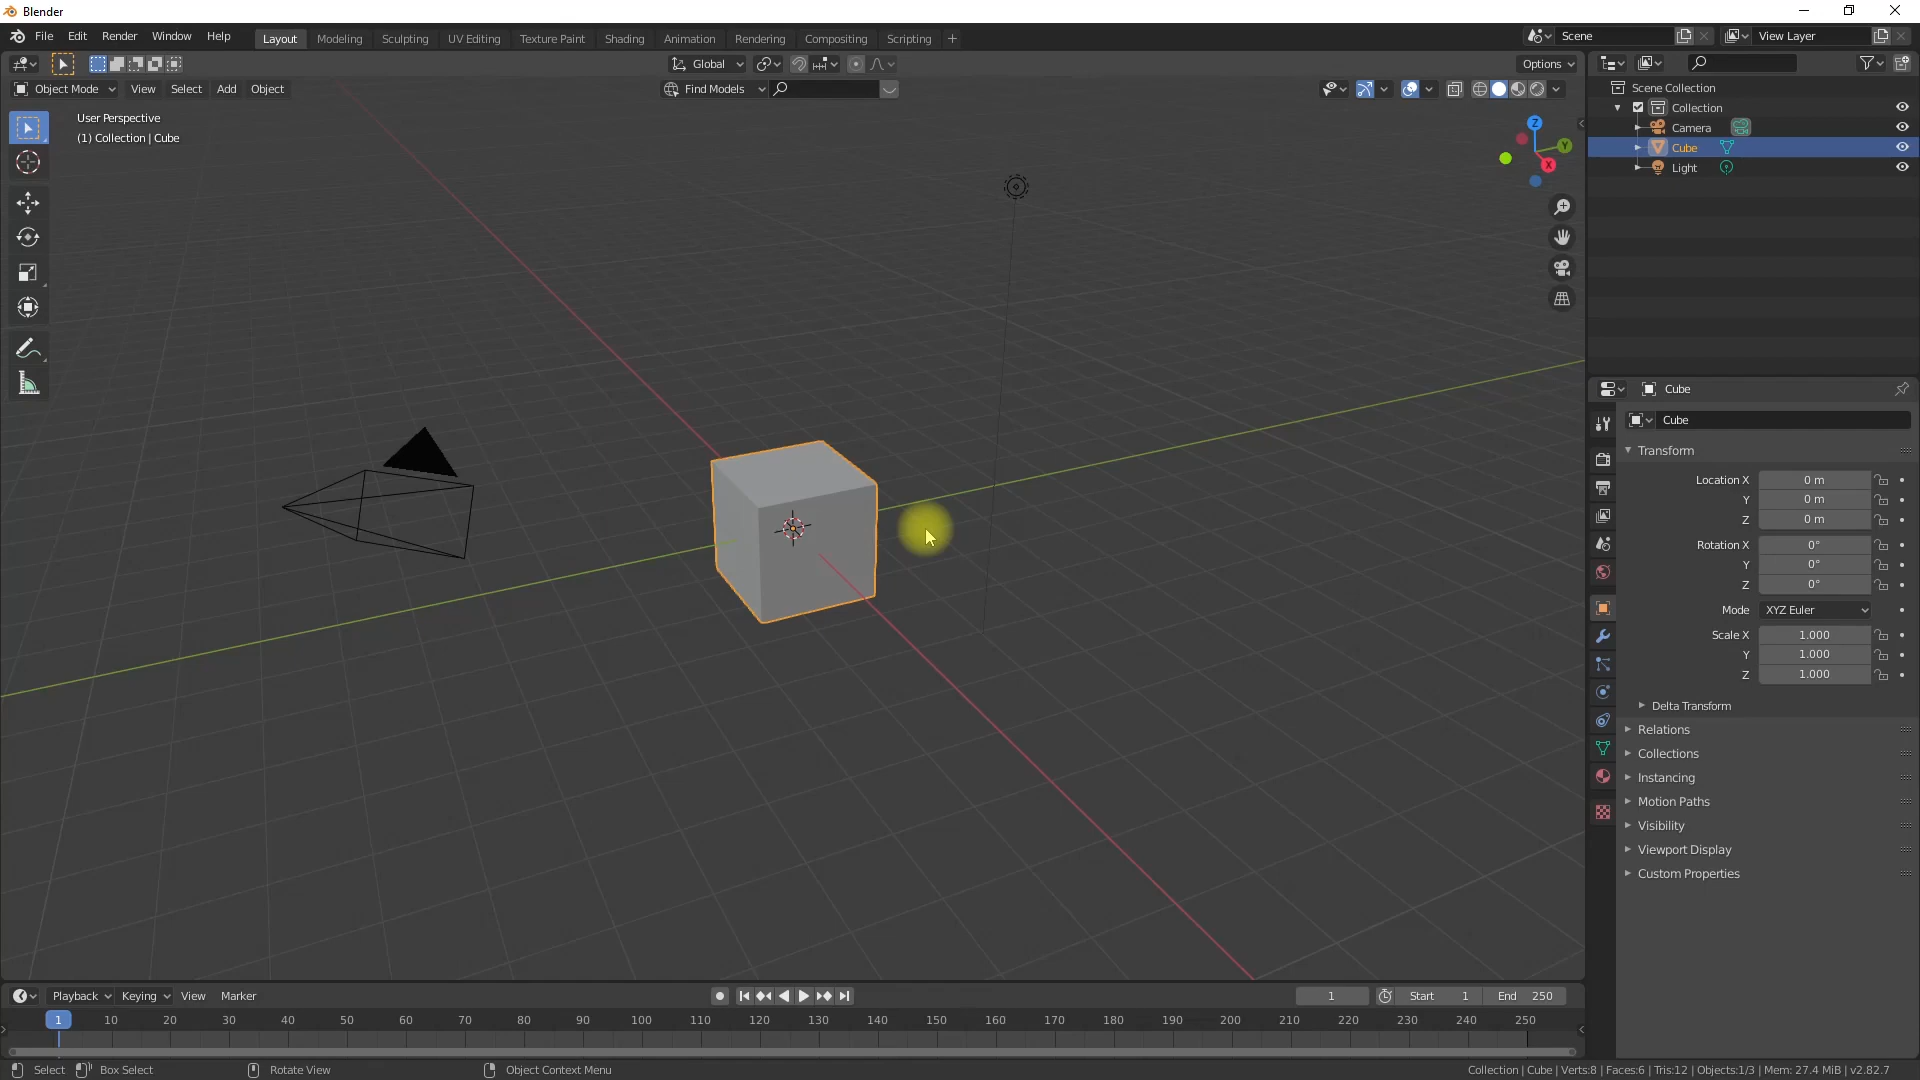 Blender
File Edit Render Window Help
Layout Modeling Sculpting UV Editing Texture Paint Shading Animation Rendering Compositing Scripting +
Scene
View Layer
Global
Options
Object Mode View Select Add Object
Find Models
User Perspective
(1) Collection | Cube
Z
Y
X
Scene Collection
Collection
Camera
Cube
Light
Cube
Cube
Transform
Location X 0 m
Y 0 m
Z 0 m
Rotation X 0°
Y 0°
Z 0°
Mode XYZ Euler
Scale X 1.000
Y 1.000
Z 1.000
Delta Transform
Relations
Collections
Instancing
Motion Paths
Visibility
Viewport Display
Custom Properties
Playback Keying View Marker
1
Start 1
End 250
1 10 20 30 40 50 60 70 80 90 100 110 120 130 140 150 160 170 180 190 200 210 220 230 240 250
Select Box Select Rotate View Object Context Menu
Collection | Cube | Verts:8 | Faces:6 | Tris:12 | Objects:1/3 | Mem: 27.4 MiB | v2.82.7